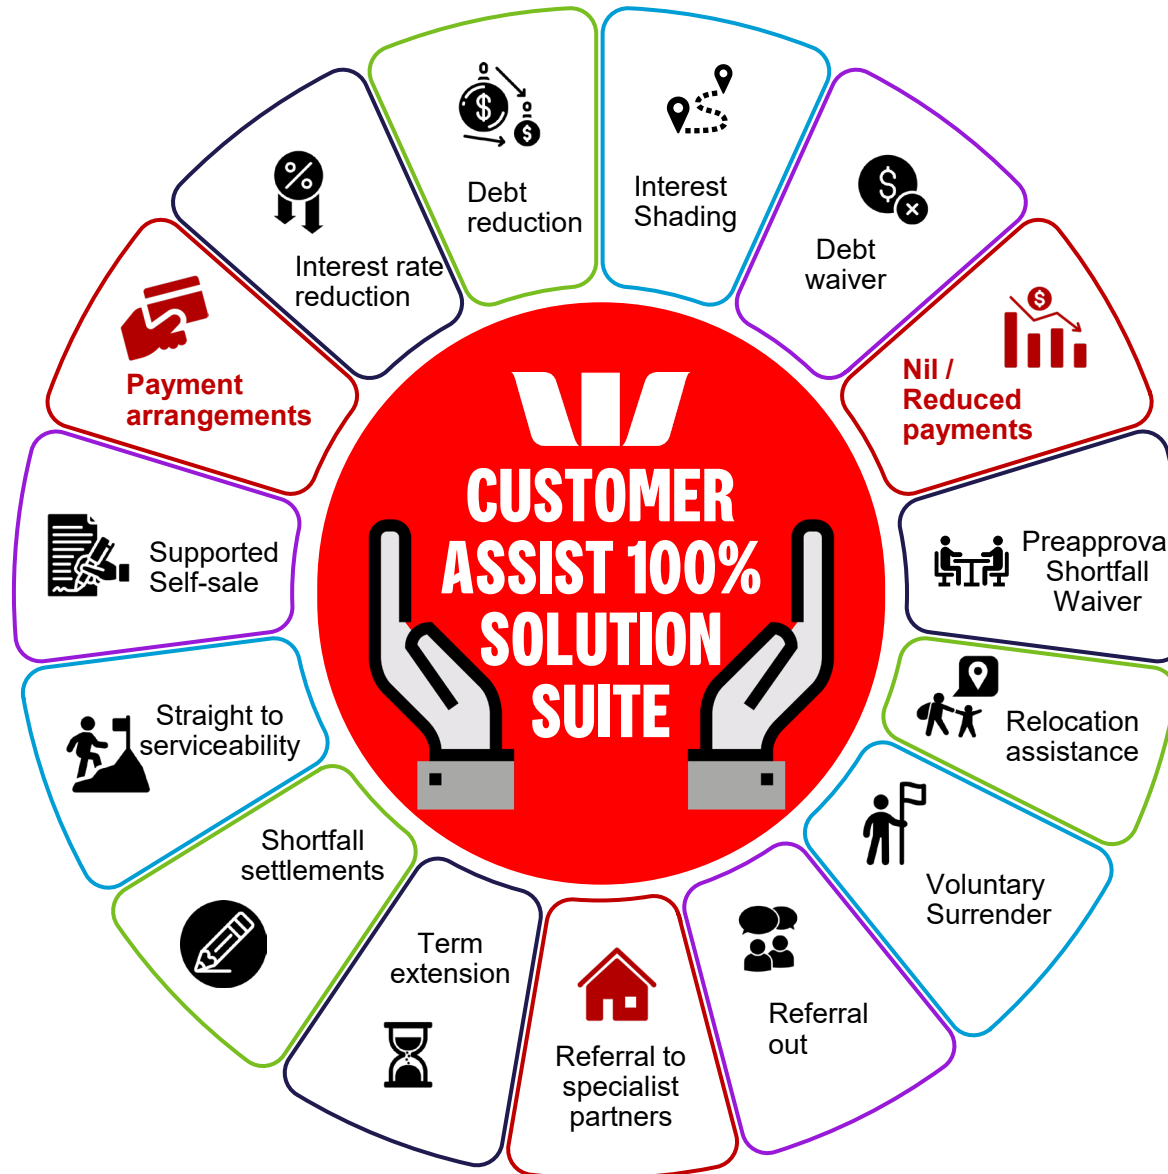 Debt
reduction
Interest
Shading
Debt
waiver
Nil /
Reduced
payments
Preapprova
Shortfall
Waiver
Relocation
assistance
Voluntary
Surrender
Referral
out
Referral to
specialist
partners
Term
extension
Shortfall
settlements
Straight to
serviceability
Supported
Self-sale
Payment
arrangements
Interest rate
reduction
CUSTOMER
ASSIST 100%
SOLUTION
SUITE